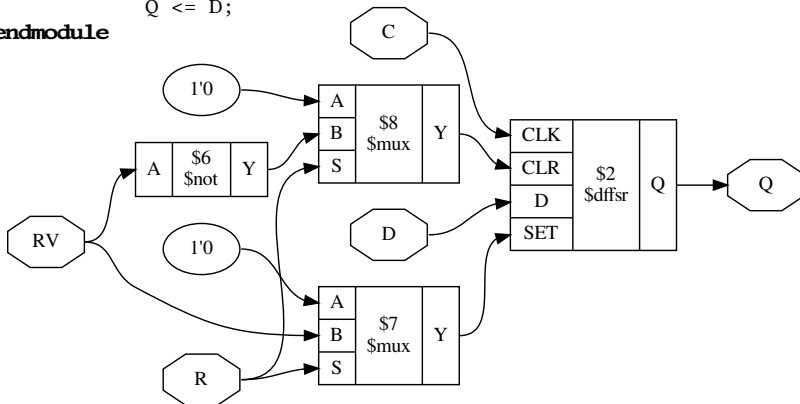 Q <= D;
endmodule
C
1'0
A
B
S
$8
$mux
Y
A
$6
$not
Y
CLK
CLR
D
SET
$2
$dffsr
Q
Q
RV
D
1'0
A
B
S
$7
$mux
Y
R